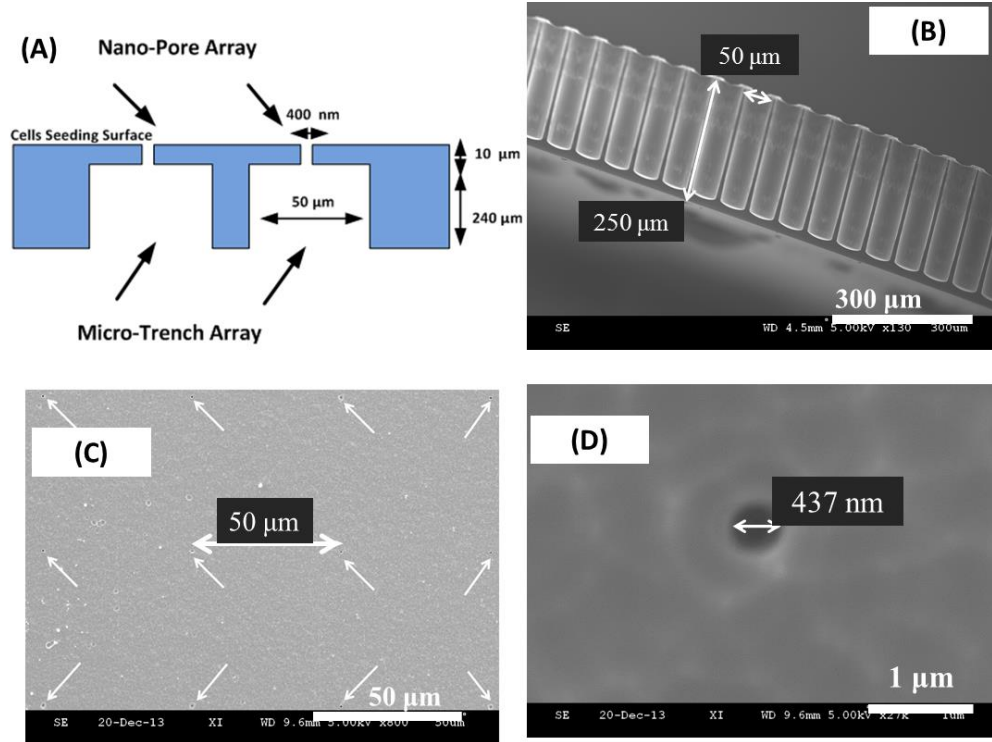 (A)
Nano-Pore Array
400 nm
Cells Seeding Surface
10 µm
50 µm
240 µm
Micro-Trench Array
(B)
50 µm
250 µm
300 µm
SE WD 4.5mm 5.00kV x130 300um
(C)
50 µm
50 µm
SE 20-Dec-13 XI WD 9.6mm 5.00kV x800 50um
(D)
437 nm
1 µm
SE 20-Dec-13 XI WD 9.6mm 5.00kV x27k 1um